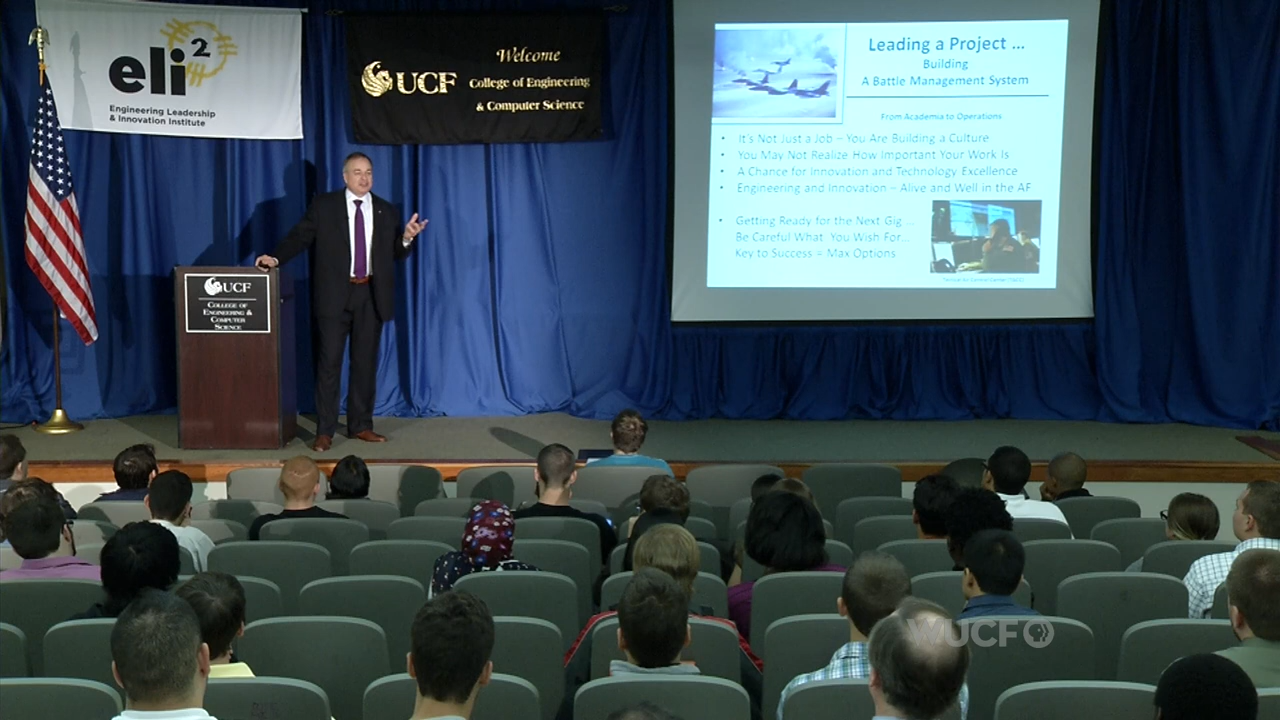 eli²
Engineering Leadership
& Innovation Institute
Welcome
UCF
College of Engineering
& Computer Science
Leading a Project ...
Building
A Battle Management System
From Academia to Operations
• It's Not Just a Job – You Are Building a Culture
• You May Not Realize How Important Your Work Is
• A Chance for Innovation and Technology Excellence
• Engineering and Innovation – Alive and Well in the AF
• Getting Ready for the Next Gig ...
Be Careful What You Wish For...
Key to Success = Max Options
UCF
College of
Engineering &
Computer
Science
WUCF PBS